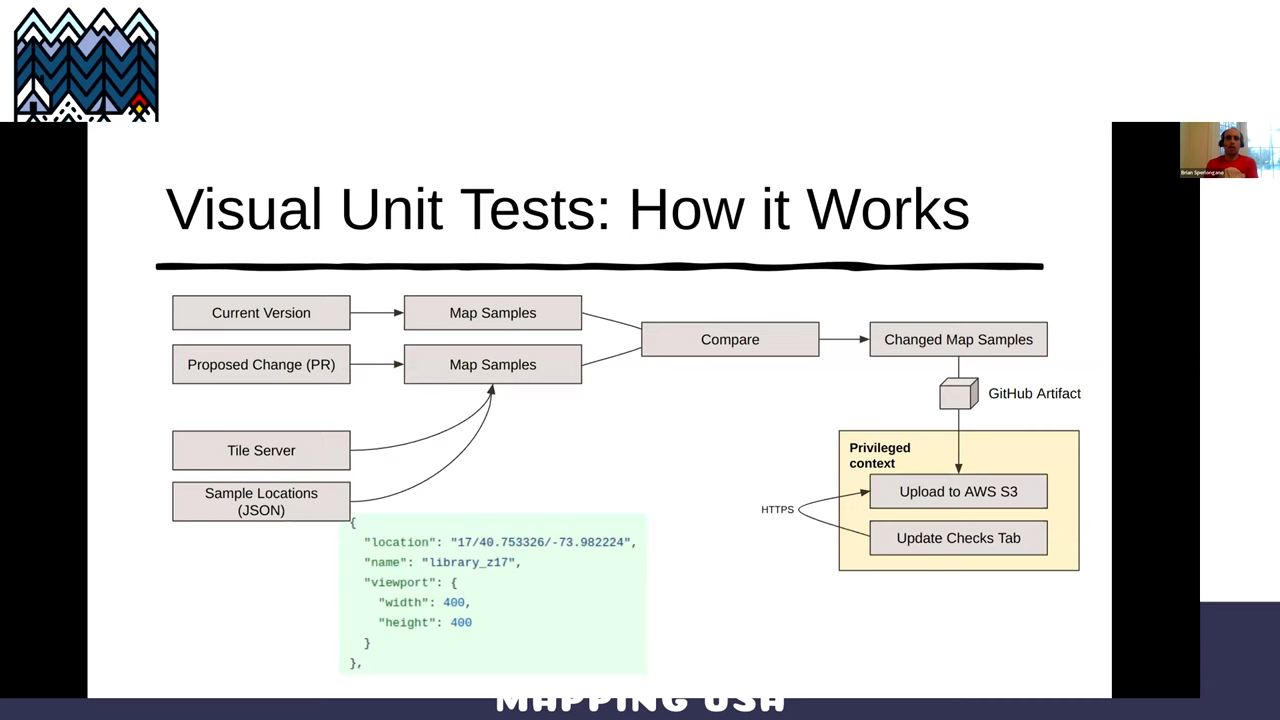 Brian Sperlongano
Visual Unit Tests: How it Works
Current Version
Map Samples
Compare
Changed Map Samples
Proposed Change (PR)
Map Samples
GitHub Artifact
Tile Server
Sample Locations
(JSON)
Privileged
context
Upload to AWS S3
HTTPS
Update Checks Tab
{
"location": "17/40.753326/-73.982224",
"name": "library_z17",
"viewport": {
"width": 400,
"height": 400
}
},
MAPPING USA